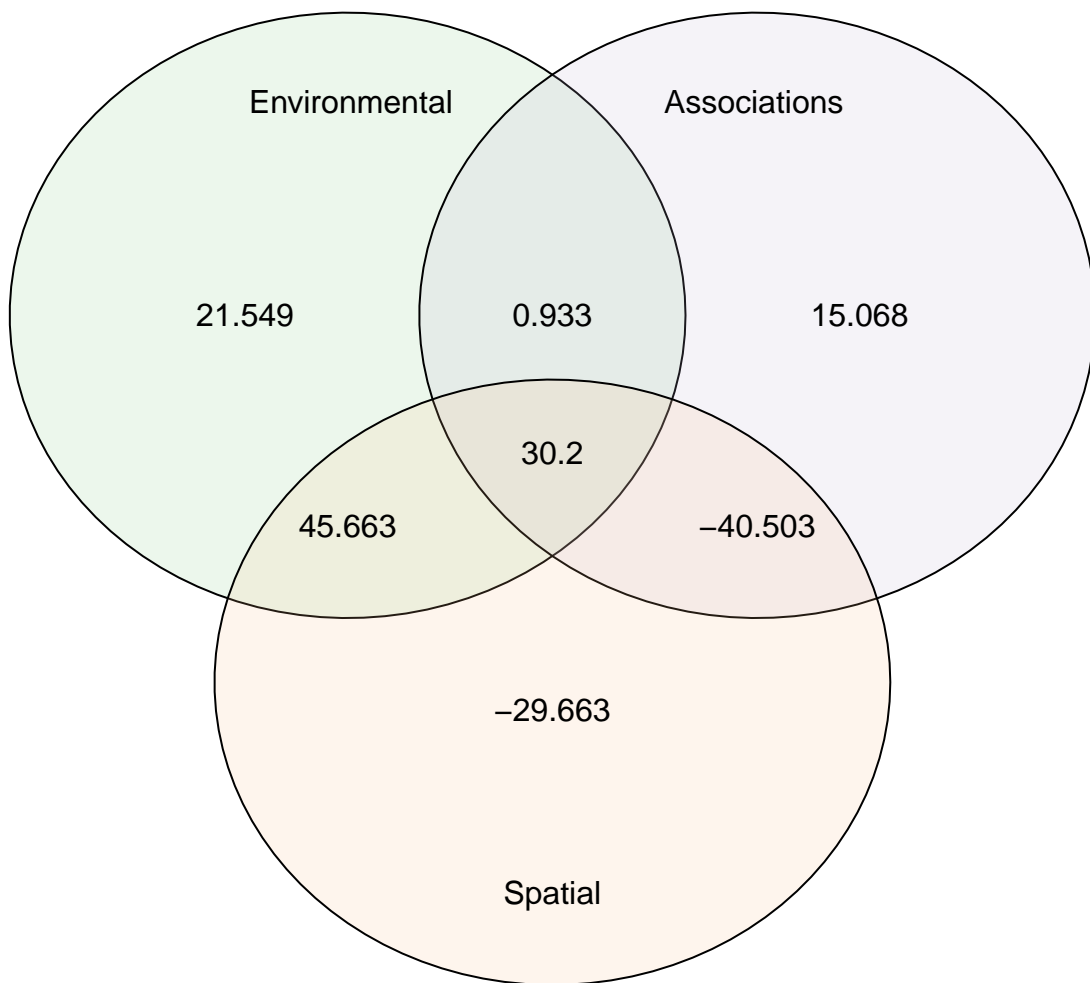 Environmental
Associations
21.549
0.933
15.068
30.2
45.663
−40.503
−29.663
Spatial